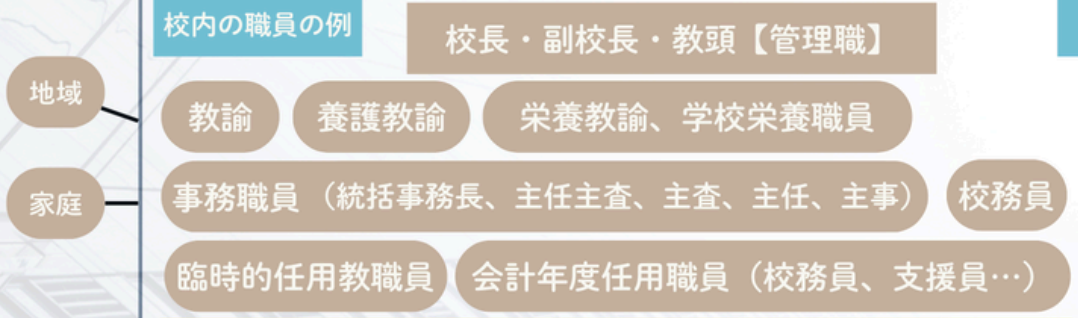 校内の職員の例
校長・副校長・教頭【管理職】
地域
教諭
養護教諭
栄養教諭、学校栄養職員
家庭
事務職員（統括事務長、主任主査、主査、主任、主事）
校務員
臨時的任用教職員
会計年度任用職員（校務員、支援員…）